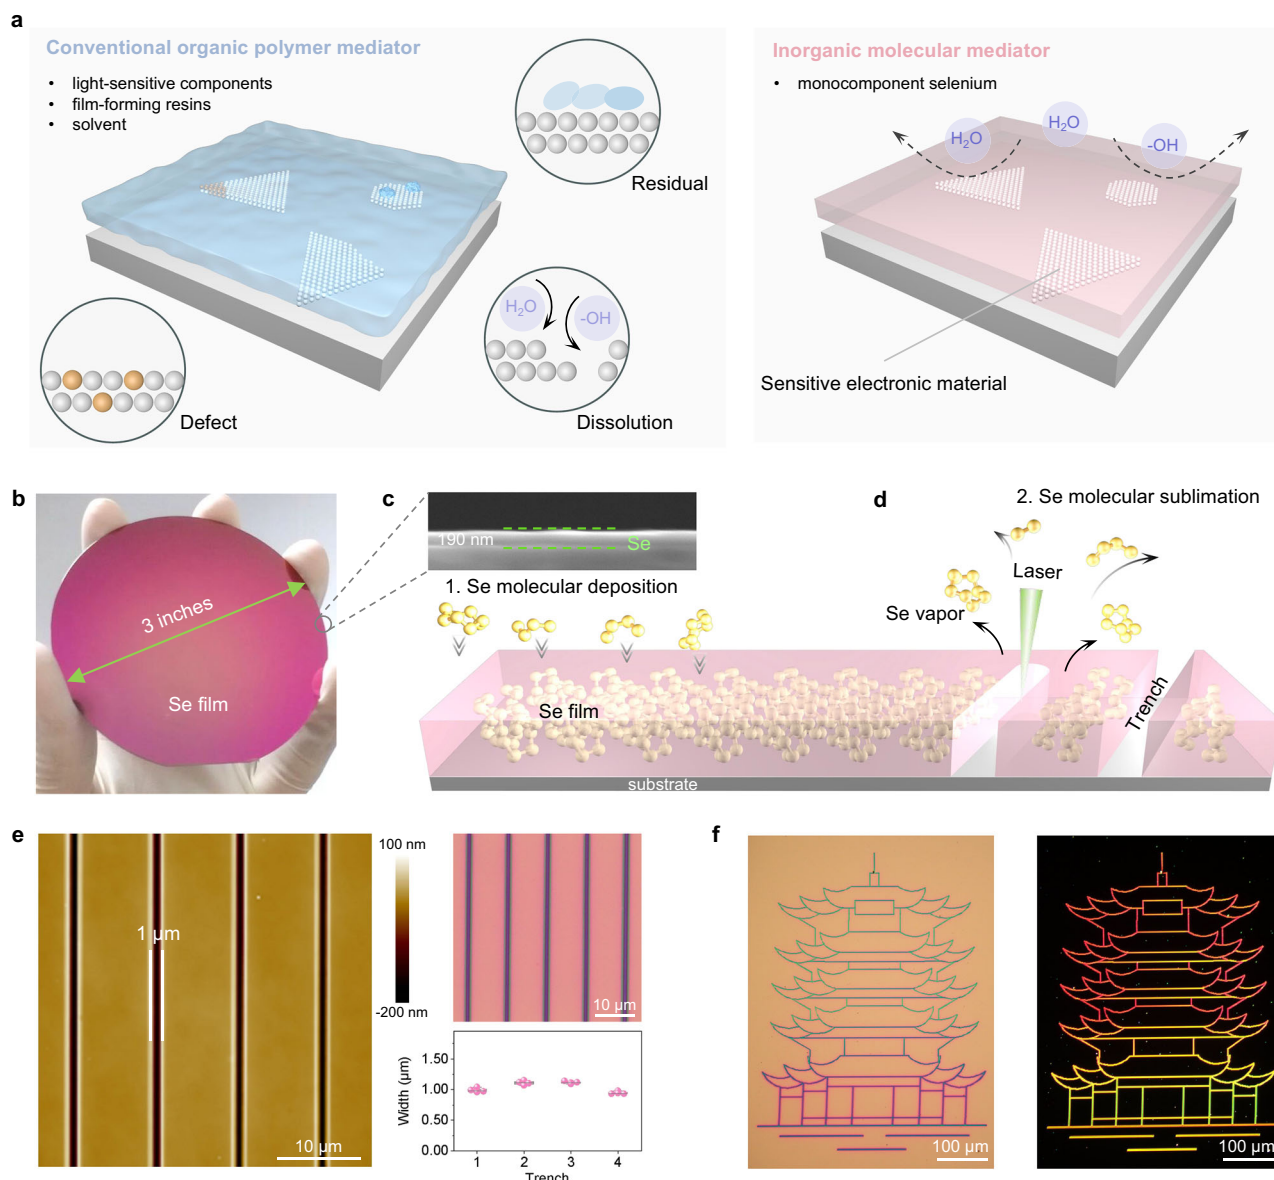 a
Conventional organic polymer mediator
• light-sensitive components
• film-forming resins
• solvent
Residual
H2O
-OH
Dissolution
Defect
Inorganic molecular mediator
• monocomponent selenium
H2O
H2O
-OH
Sensitive electronic material
b
3 inches
Se film
c
190 nm
Se
1. Se molecular deposition
Se film
substrate
d
2. Se molecular sublimation
Laser
Se vapor
Trench
e
1 µm
10 µm
100 nm
-200 nm
10 µm
Width (µm)
1.50
1.00
0.50
0.00
1
2
3
4
Trench
f
100 µm
100 µm